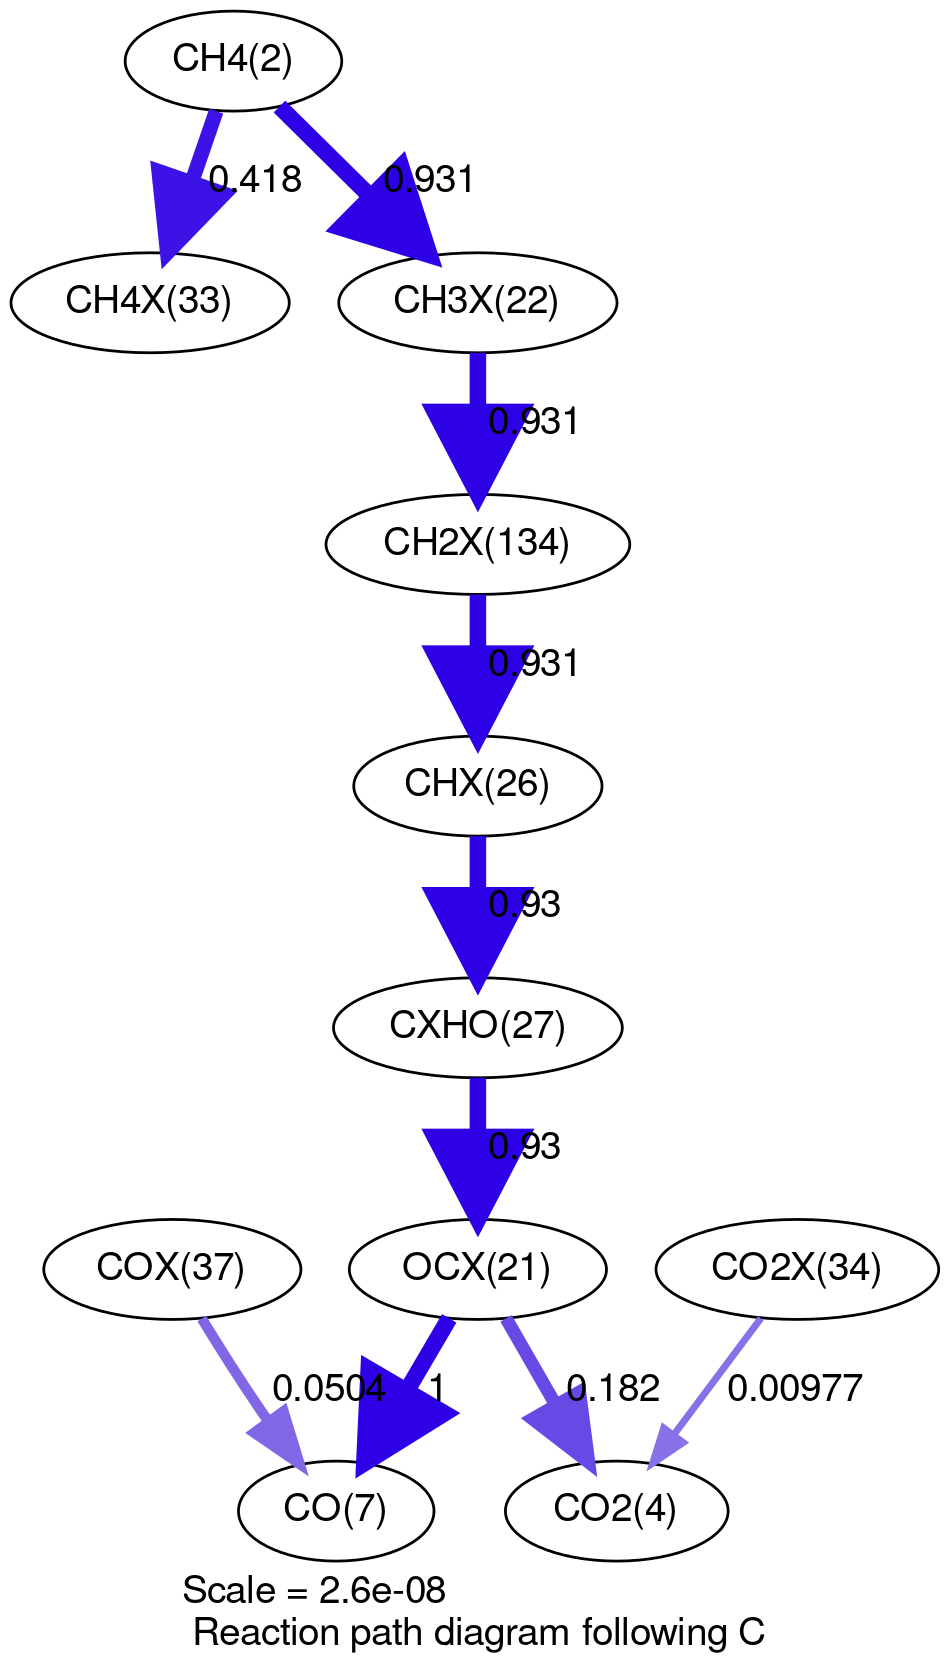 CH4(2)
0.418
0.931
CH4X(33)
CH3X(22)
0.931
CH2X(134)
0.931
CHX(26)
0.93
CXHO(27)
0.93
COX(37)
OCX(21)
CO2X(34)
0.0504
1
0.182
0.00977
CO(7)
CO2(4)
Scale = 2.6e-08
Reaction path diagram following C